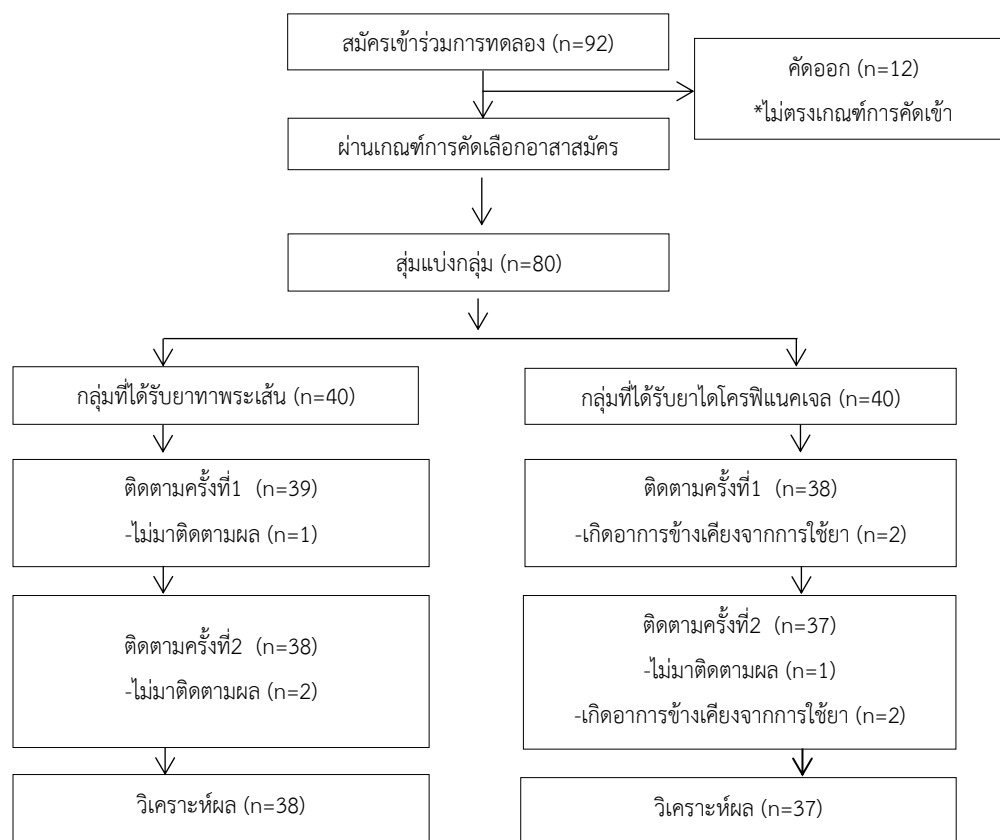 สมัครเข้าร่วมการทดลอง (n=92)
คัดออก (n=12)
*ไม่ตรงเกณฑ์การคัดเข้า
ผ่านเกณฑ์การคัดเลือกอาสาสมัคร
สุ่มแบ่งกลุ่ม (n=80)
กลุ่มที่ได้รับยาทาพระเส้น (n=40)
กลุ่มที่ได้รับยาไดโครฟิแนคเจล (n=40)
ติดตามครั้งที่1 (n=39)
-ไม่มาติดตามผล (n=1)
ติดตามครั้งที่1 (n=38)
-เกิดอาการข้างเคียงจากการใช้ยา (n=2)
ติดตามครั้งที่2 (n=38)
-ไม่มาติดตามผล (n=2)
ติดตามครั้งที่2 (n=37)
-ไม่มาติดตามผล (n=1)
-เกิดอาการข้างเคียงจากการใช้ยา (n=2)
วิเคราะห์ผล (n=38)
วิเคราะห์ผล (n=37)